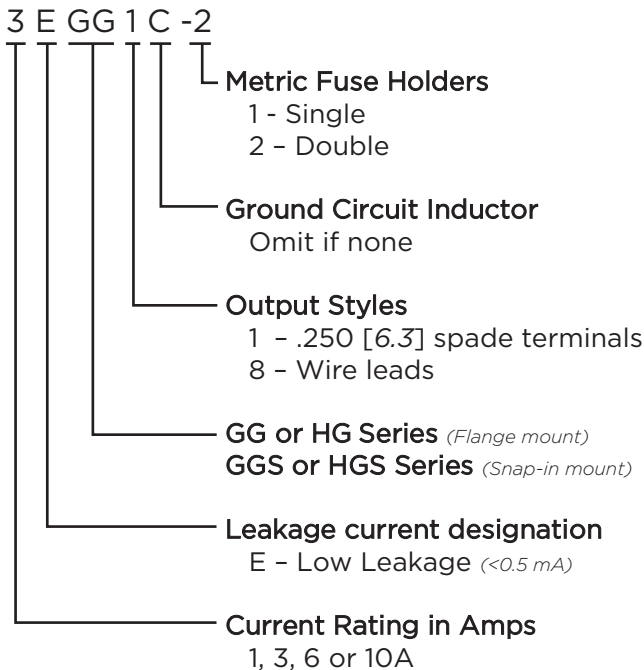 3 E GG 1 C -2
Metric Fuse Holders
1 - Single
2 – Double
Ground Circuit Inductor
Omit if none
Output Styles
1 – .250 [6.3] spade terminals
8 – Wire leads
GG or HG Series (Flange mount)
GGS or HGS Series (Snap-in mount)
Leakage current designation
E – Low Leakage (<0.5 mA)
Current Rating in Amps
1, 3, 6 or 10A